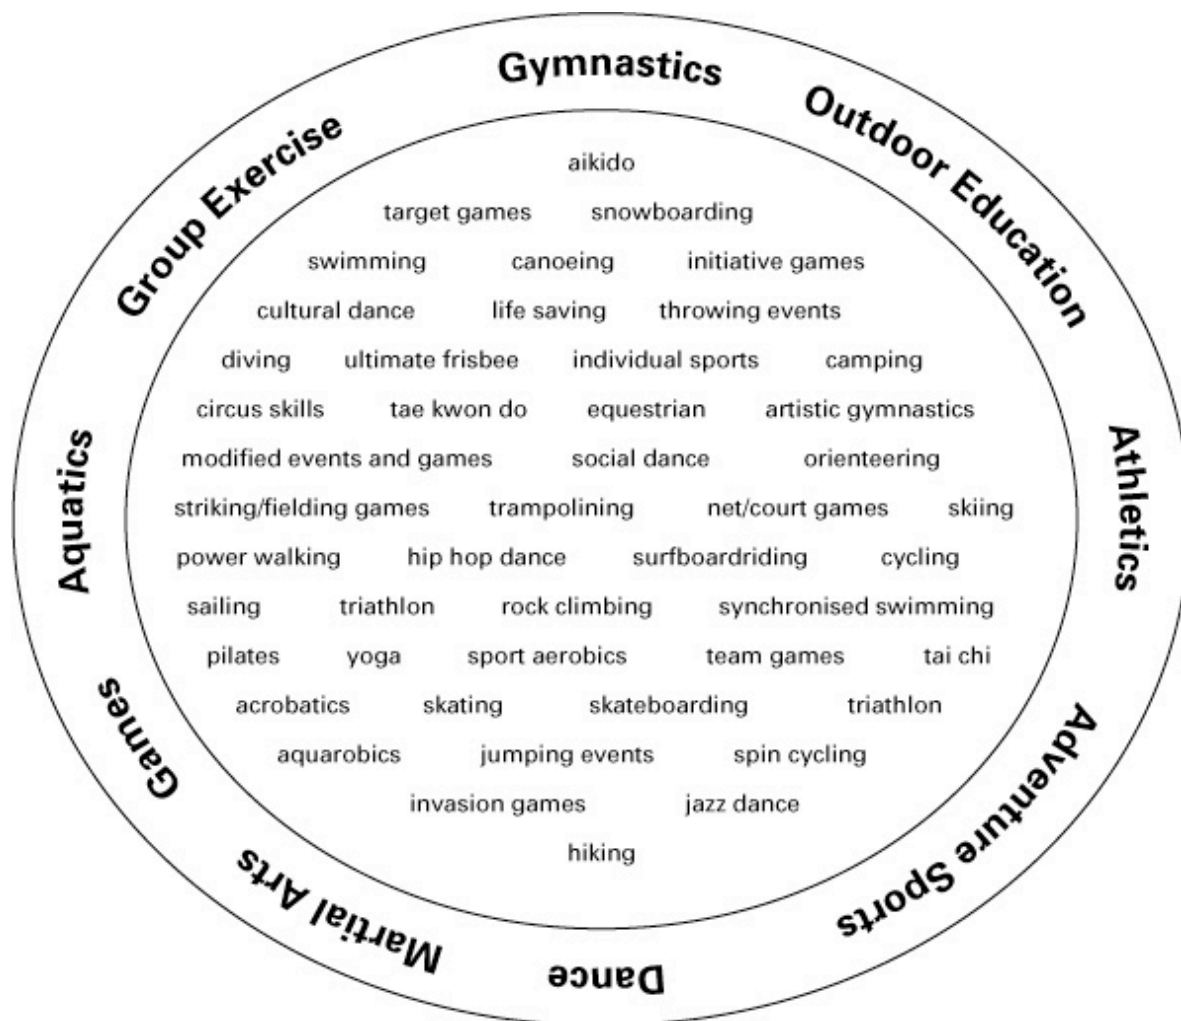 Gymnastics
Outdoor Education
Athletics
Adventure Sports
Dance
Martial Arts
Games
Aquatics
Group Exercise
aikido
target games snowboarding
swimming canoeing initiative games
cultural dance life saving throwing events
diving ultimate frisbee individual sports camping
circus skills tae kwon do equestrian artistic gymnastics
modified events and games social dance orienteering
striking/fielding games trampolining net/court games skiing
power walking hip hop dance surfboardriding cycling
sailing triathlon rock climbing synchronised swimming
pilates yoga sport aerobics team games tai chi
acrobatics skating skateboarding triathlon
aquarobics jumping events spin cycling
invasion games jazz dance
hiking